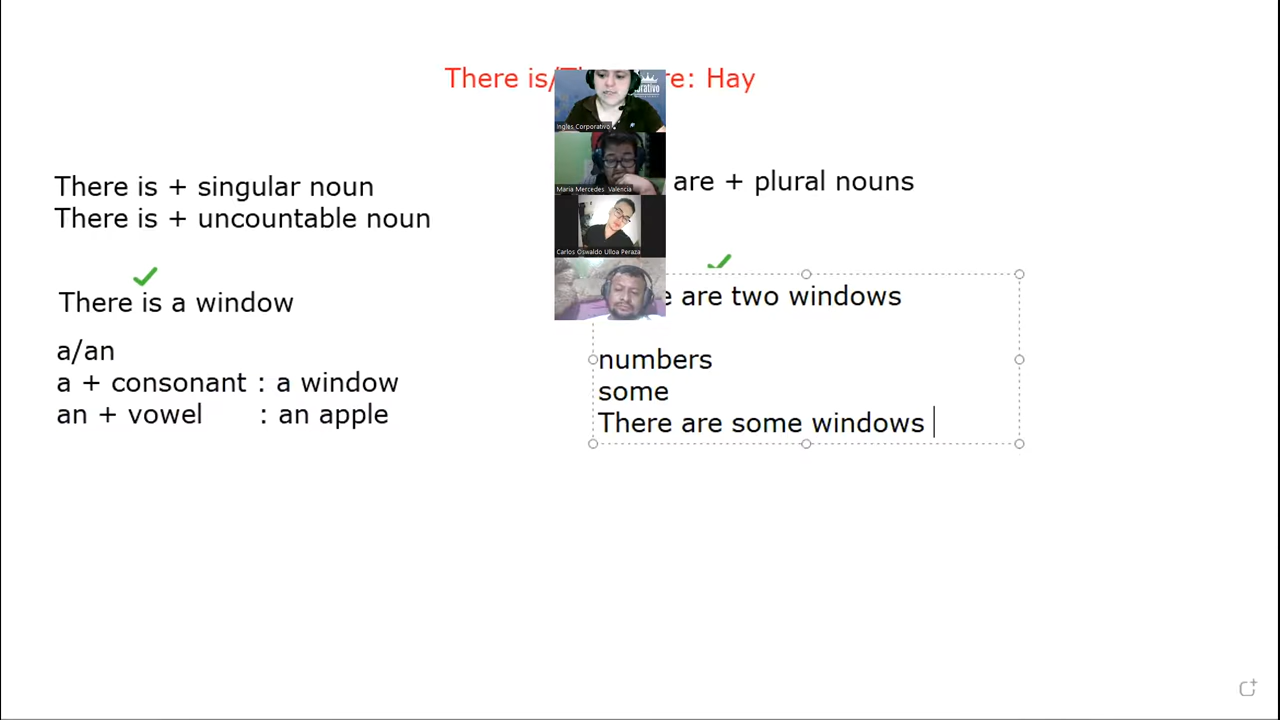 There is/ re: Hay
There is + singular noun
There is + uncountable noun
are + plural nouns
There is a window
a/an
a + consonant : a window
an + vowel : an apple
e are two windows
numbers
some
There are some windows
orativo
Ingles Corporativo
Maria Mercedes Valencia
Carlos Oswaldo Ulloa Peraza